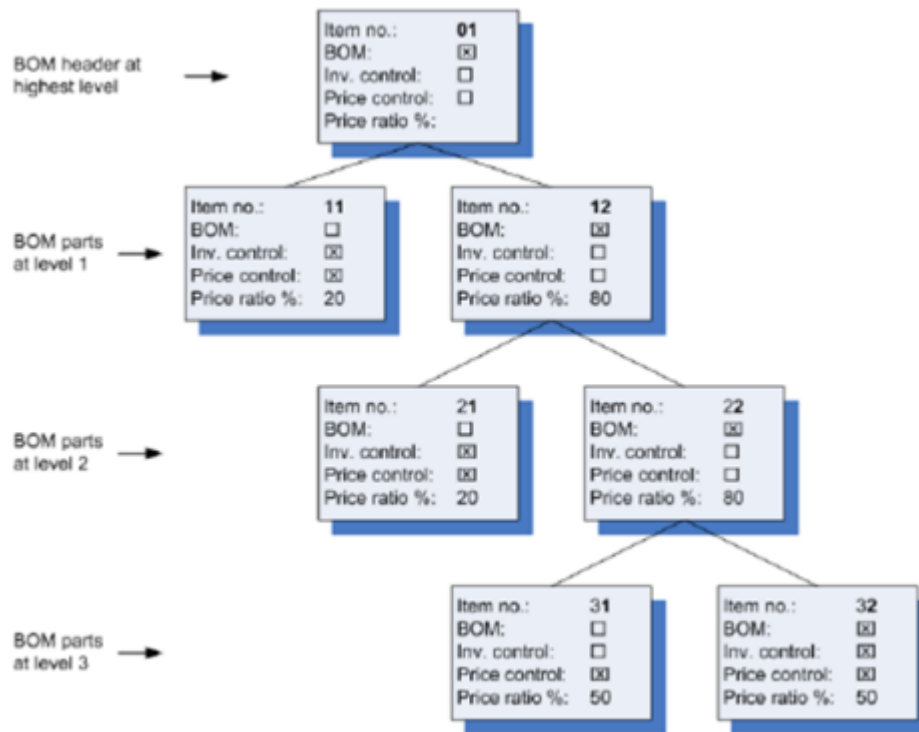 BOM header at
highest level
Item no.: 01
BOM: ☒
Inv. control: ☐
Price control: ☐
Price ratio %:
BOM parts
at level 1
Item no.: 11
BOM: ☐
Inv. control: ☒
Price control: ☒
Price ratio %: 20
Item no.: 12
BOM: ☒
Inv. control: ☐
Price control: ☐
Price ratio %: 80
BOM parts
at level 2
Item no.: 21
BOM: ☐
Inv. control: ☒
Price control: ☒
Price ratio %: 20
Item no.: 22
BOM: ☒
Inv. control: ☐
Price control: ☐
Price ratio %: 80
BOM parts
at level 3
Item no.: 31
BOM: ☐
Inv. control: ☐
Price control: ☒
Price ratio %: 50
Item no.: 32
BOM: ☒
Inv. control: ☒
Price control: ☒
Price ratio %: 50